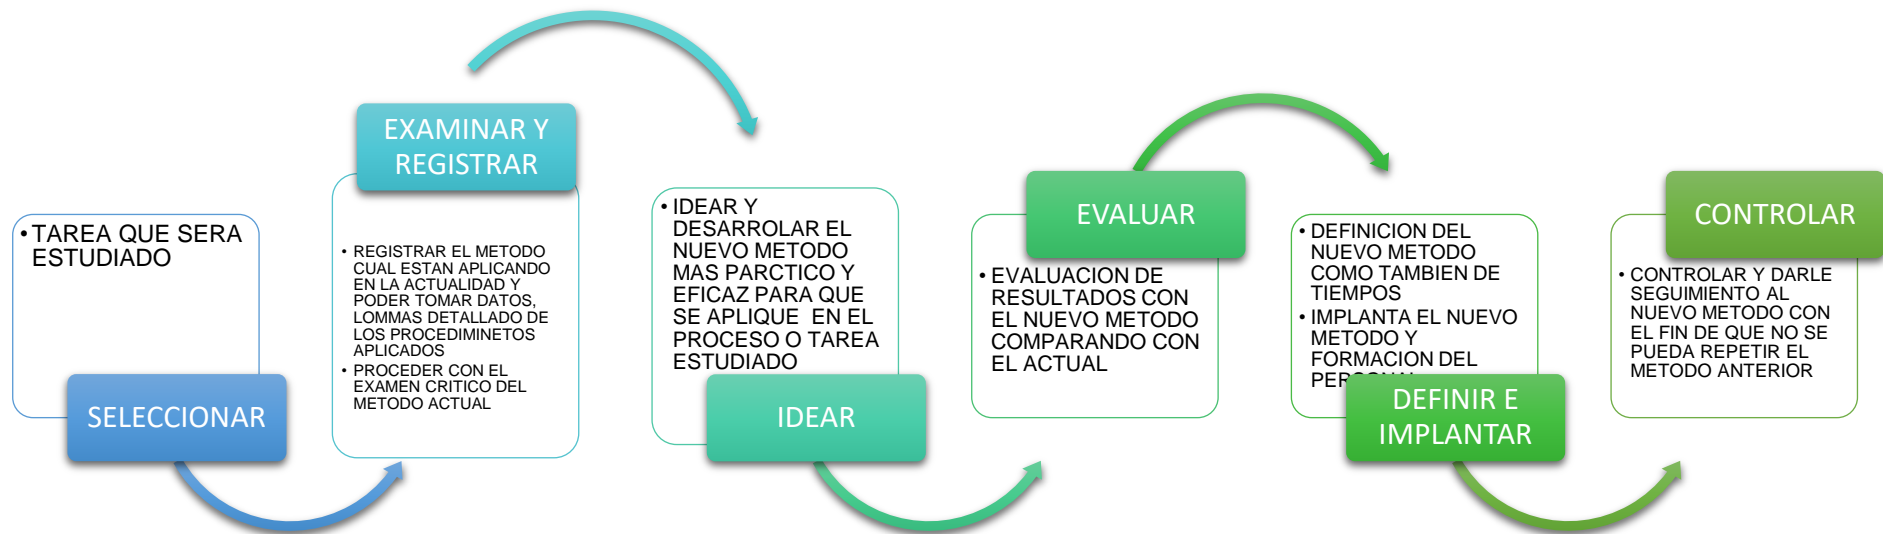 • TAREA QUE SERA
ESTUDIADO
SELECCIONAR
EXAMINAR Y
REGISTRAR
• REGISTRAR EL METODO
CUAL ESTAN APLICANDO
EN LA ACTUALIDAD Y
PODER TOMAR DATOS,
LOMMAS DETALLADO DE
LOS PROCEDIMINETOS
APLICADOS
• PROCEDER CON EL
EXAMEN CRITICO DEL
METODO ACTUAL
• IDEAR Y
DESARROLAR EL
NUEVO METODO
MAS PARCTICO Y
EFICAZ PARA QUE
SE APLIQUE EN EL
PROCESO O TAREA
ESTUDIADO
IDEAR
EVALUAR
• EVALUACION DE
RESULTADOS CON
EL NUEVO METODO
COMPARANDO CON
EL ACTUAL
• DEFINICION DEL
NUEVO METODO
COMO TAMBIEN DE
TIEMPOS
• IMPLANTA EL NUEVO
METODO Y
FORMACION DEL
DEFINIR E
IMPLANTAR
CONTROLAR
• CONTROLAR Y DARLE
SEGUIMIENTO AL
NUEVO METODO CON
EL FIN DE QUE NO SE
PUEDA REPETIR EL
METODO ANTERIOR